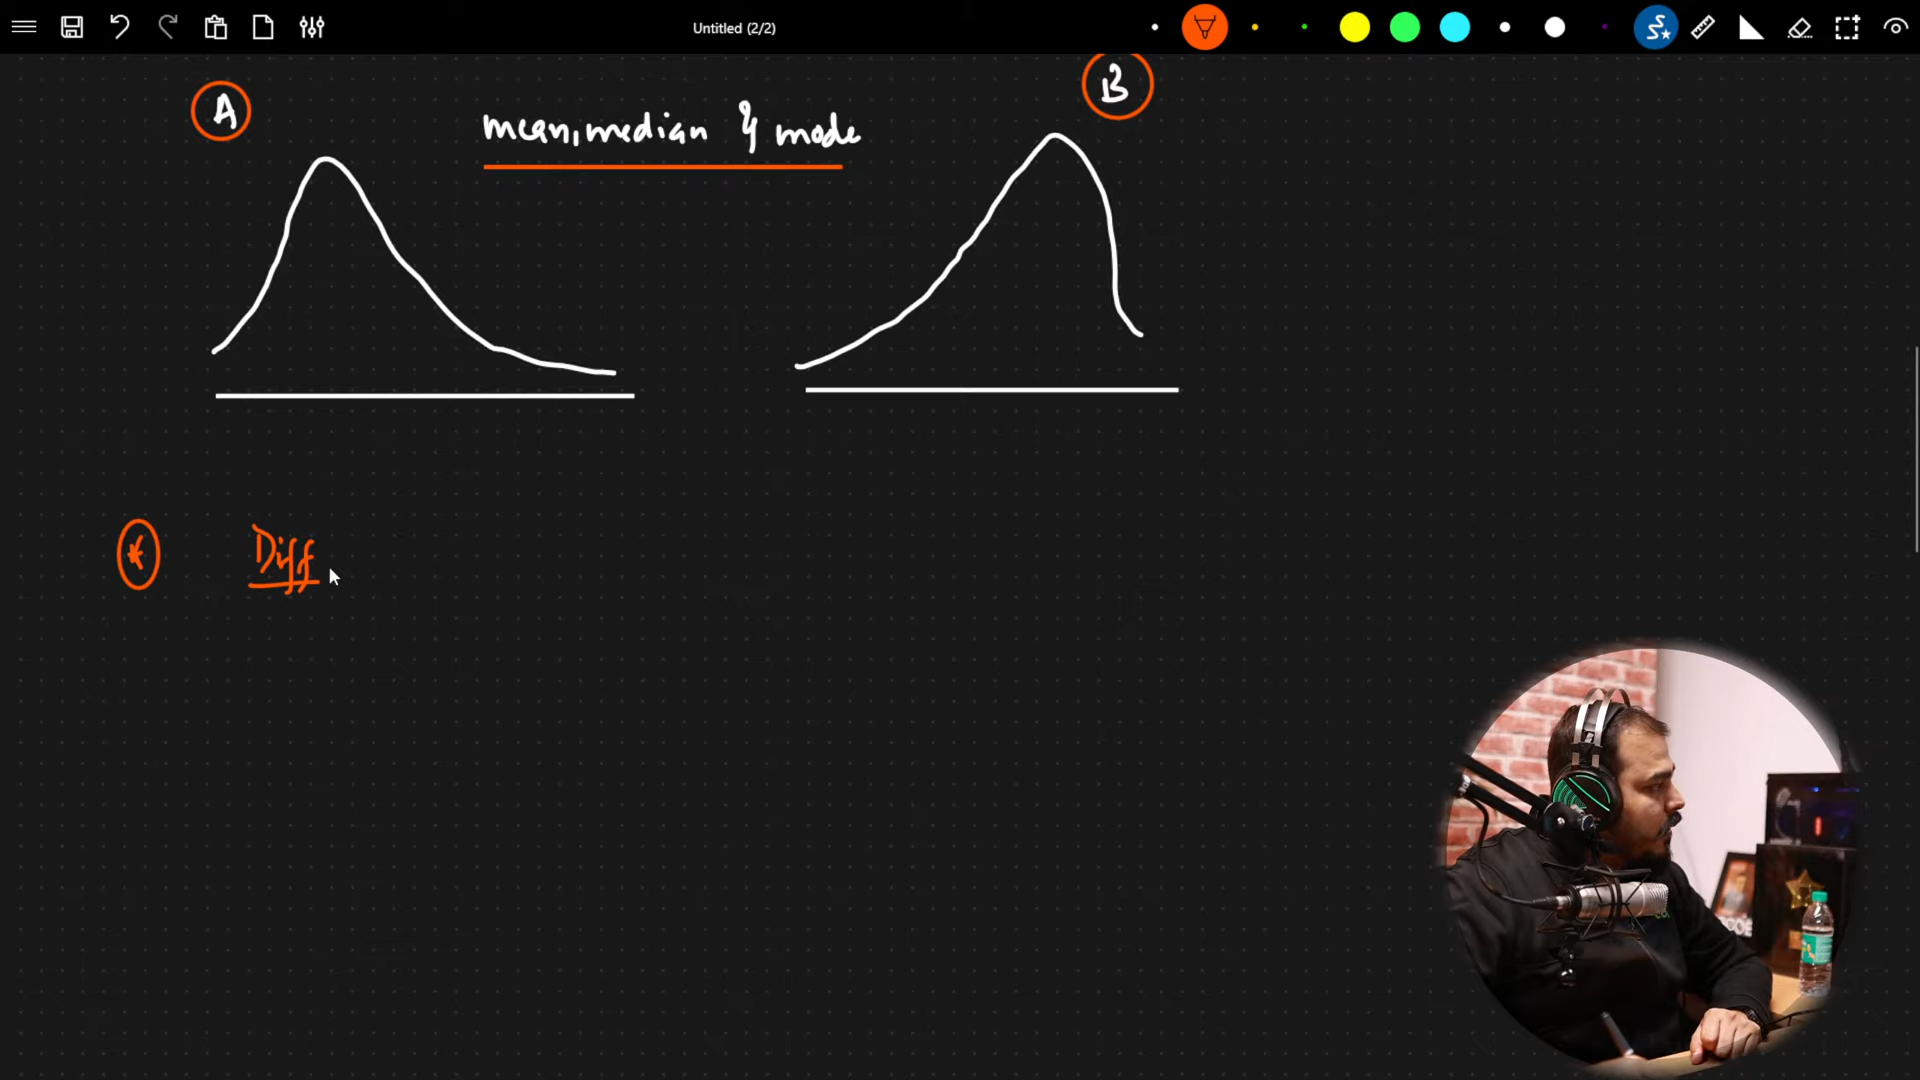 Untitled (2/2)
A
B
mean, median & mode
* Diff